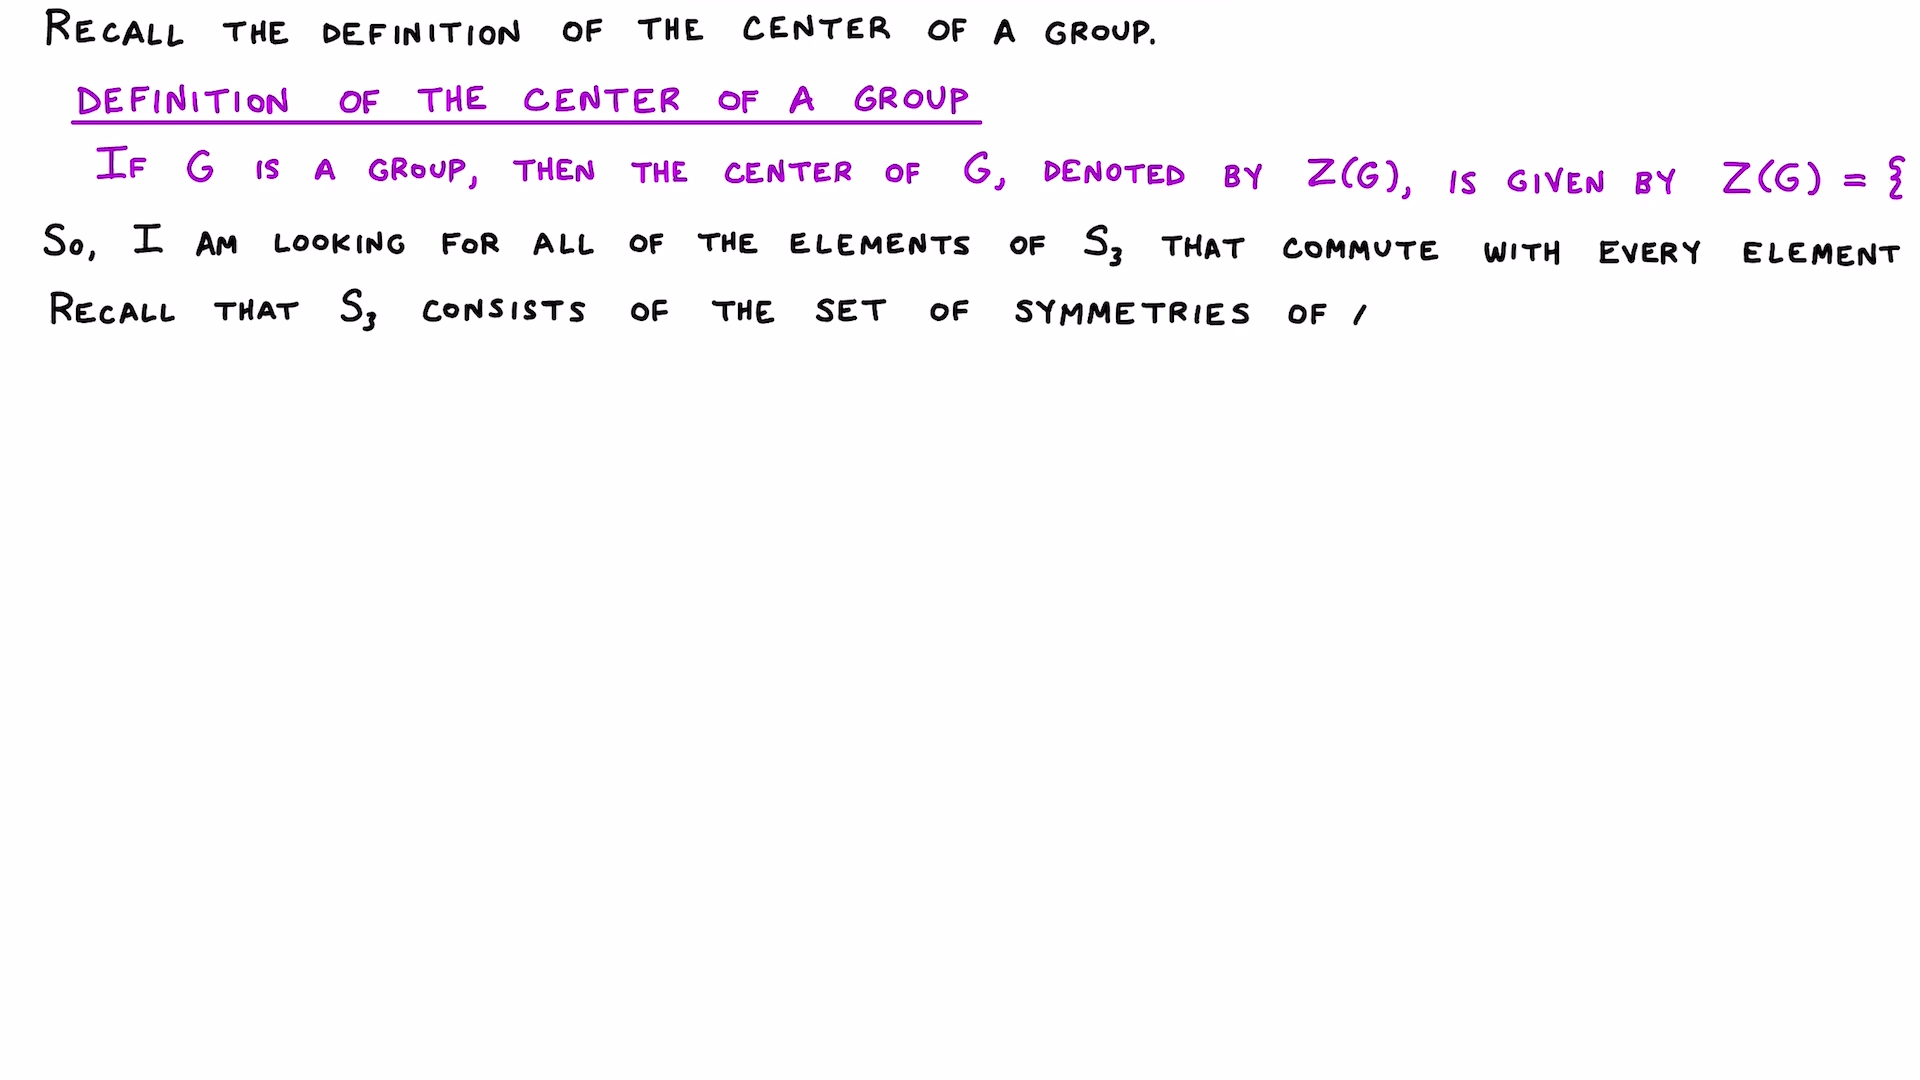 RECALL THE DEFINITION OF THE CENTER OF A GROUP.
DEFINITION OF THE CENTER OF A GROUP
IF G IS A GROUP, THEN THE CENTER OF G, DENOTED BY Z(G), IS GIVEN BY Z(G) = {
SO, I AM LOOKING FOR ALL OF THE ELEMENTS OF S₃ THAT COMMUTE WITH EVERY ELEMENT
RECALL THAT S₃ CONSISTS OF THE SET OF SYMMETRIES OF